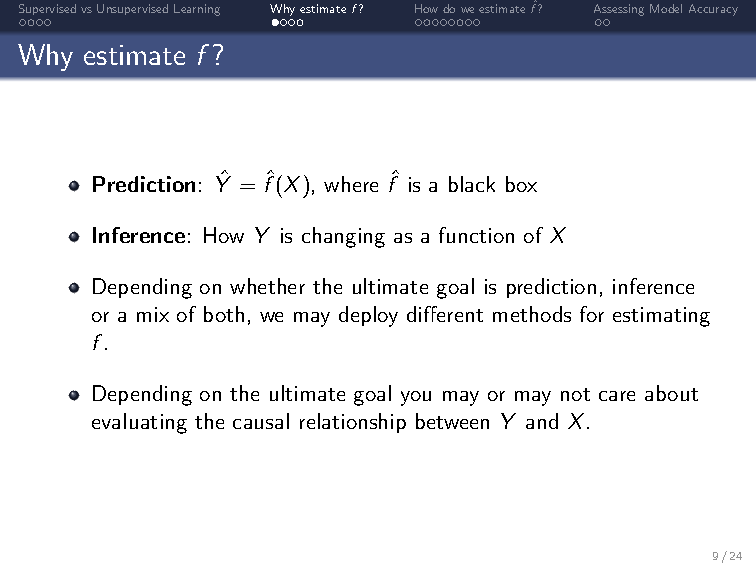 Supervised vs Unsupervised Learning Why estimate f? How do we estimate f̂? Assessing Model Accuracy
Why estimate f?
Prediction: Ŷ = f̂(X), where f̂ is a black box
Inference: How Y is changing as a function of X
Depending on whether the ultimate goal is prediction, inference
or a mix of both, we may deploy different methods for estimating
f.
Depending on the ultimate goal you may or may not care about
evaluating the causal relationship between Y and X.
9 / 24